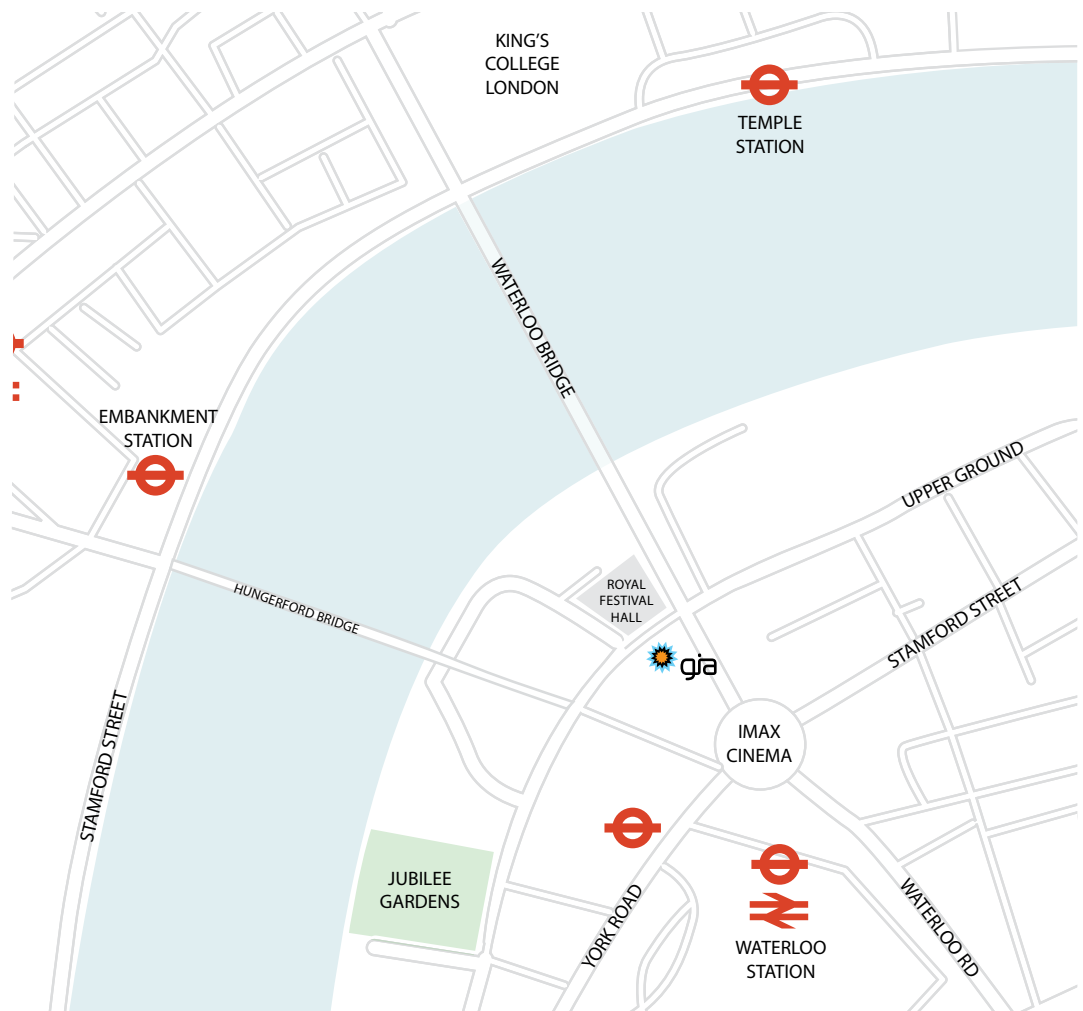 KING'S
COLLEGE
LONDON
TEMPLE
STATION
WATERLOO BRIDGE
EMBANKMENT
STATION
UPPER GROUND
HUNGERFORD BRIDGE
ROYAL
FESTIVAL
HALL
STAMFORD STREET
gia
STAMFORD STREET
IMAX
CINEMA
JUBILEE
GARDENS
YORK ROAD
WATERLOO RD
WATERLOO
STATION